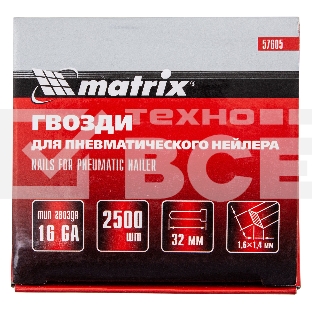 57605
matrix
ТЕХНО
ВСЕ
ГВОЗДИ
ДЛЯ ПНЕВМАТИЧЕСКОГО НЕЙЛЕРА
NAILS FOR PNEUMATIC NAILER
тип гвоздя
16 GA
2500
шт
32 мм
1,6×1,4 мм